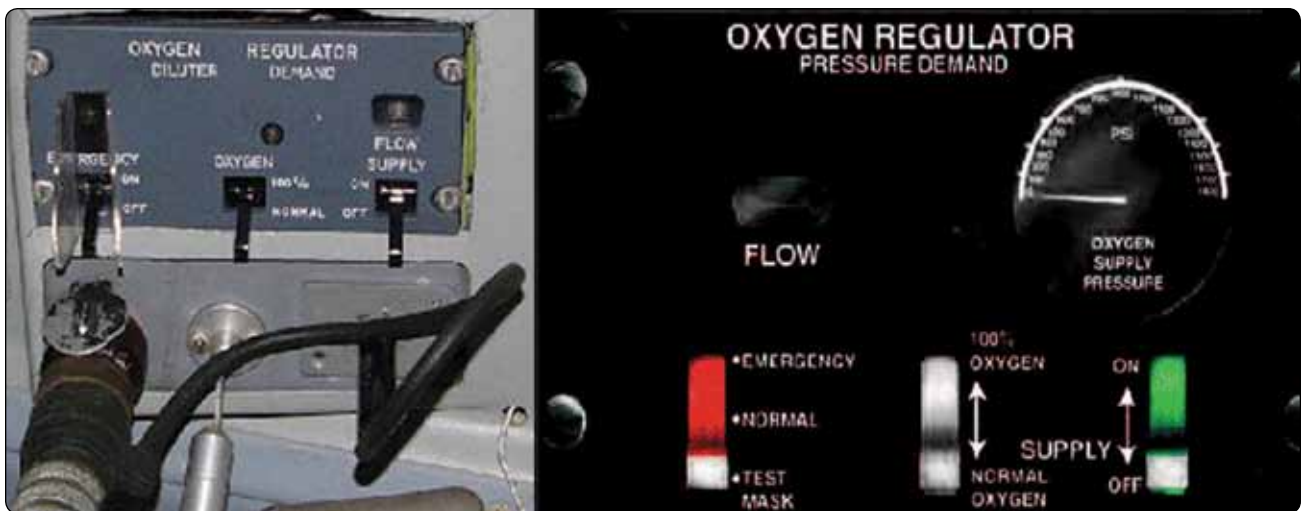 OXYGEN REGULATOR
DILUTER DEMAND
EMERGENCY
ON
OFF
OXYGEN
100%
NORMAL
FLOW
SUPPLY
ON
OFF
OXYGEN REGULATOR
PRESSURE DEMAND
PSI
OXYGEN
SUPPLY
PRESSURE
FLOW
•EMERGENCY
•NORMAL
•TEST
MASK
100%
OXYGEN
NORMAL
OXYGEN
ON
SUPPLY
OFF